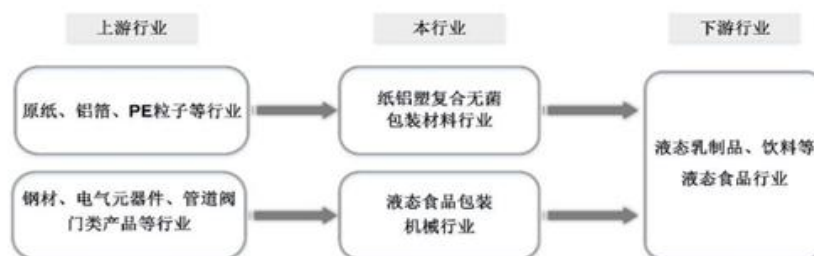 上游行业
本行业
下游行业
原纸、铝箔、PE粒子等行业
纸铝塑复合无菌
包装材料行业
液态乳制品、饮料等
液态食品行业
钢材、电气元器件、管道阀
门类产品等行业
液态食品包装
机械行业